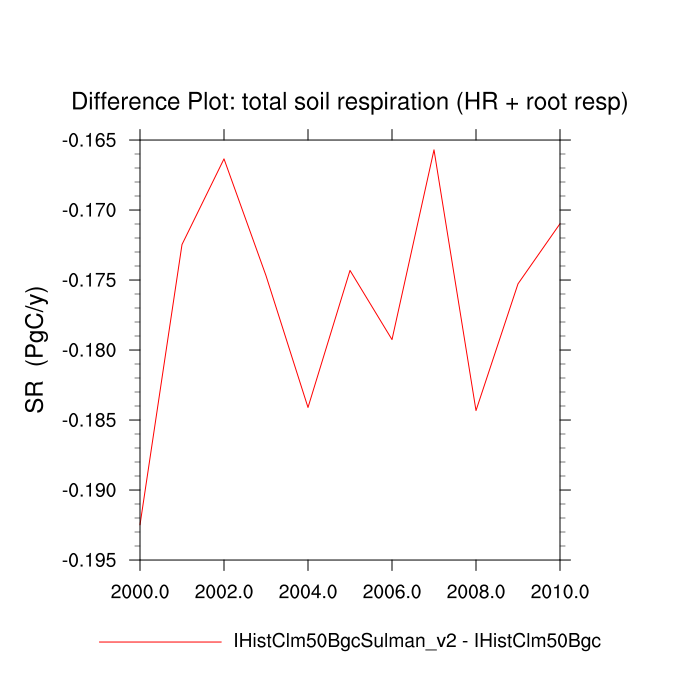 Difference Plot: total soil respiration (HR + root resp)
-0.165
-0.170
-0.175
-0.180
-0.185
-0.190
-0.195
SR (PgC/y)
2000.0 2002.0 2004.0 2006.0 2008.0 2010.0
IHistClm50BgcSulman_v2 - IHistClm50Bgc